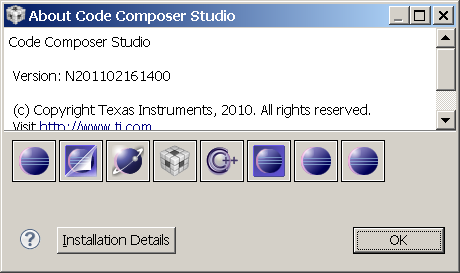 About Code Composer Studio
Code Composer Studio
Version: N201102161400
(c) Copyright Texas Instruments, 2010. All rights reserved.
Visit http://www.ti.com
C++
?
Installation Details
OK